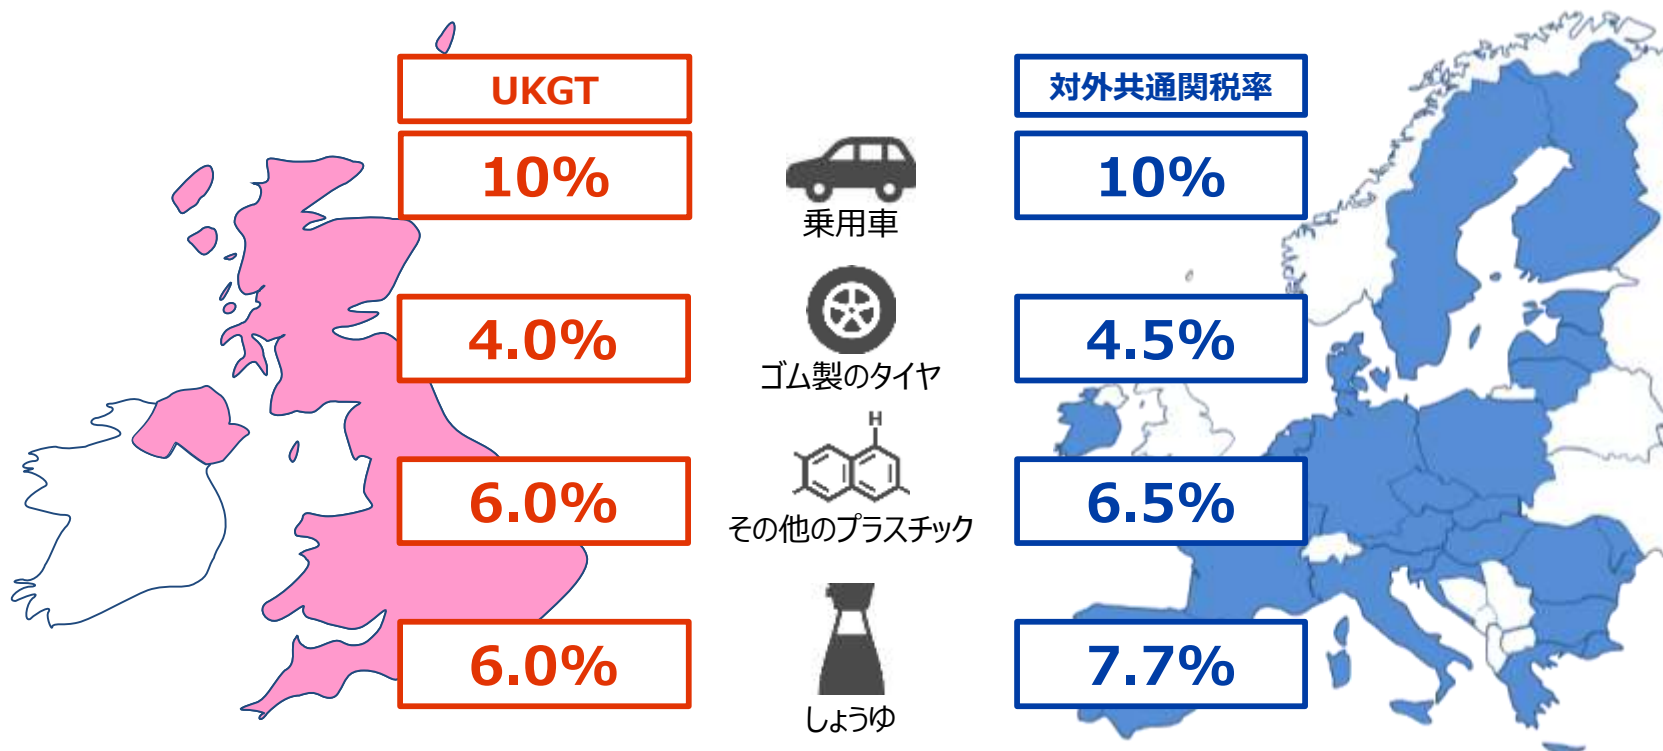 UKGT
対外共通関税率
10%
乗用車
10%
4.0%
ゴム製のタイヤ
4.5%
H
6.0%
その他のプラスチック
6.5%
6.0%
しょうゆ
7.7%